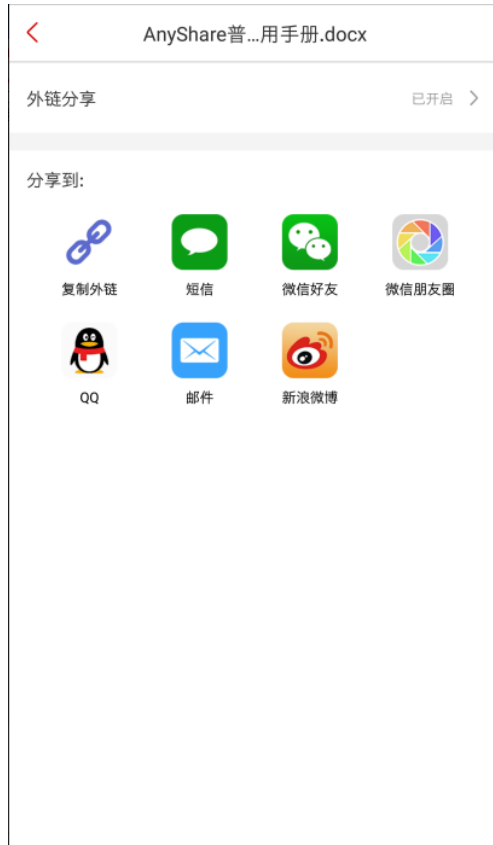 AnyShare普...用手册.docx
外链分享 已开启
分享到:
复制外链 短信 微信好友 微信朋友圈
QQ 邮件 新浪微博